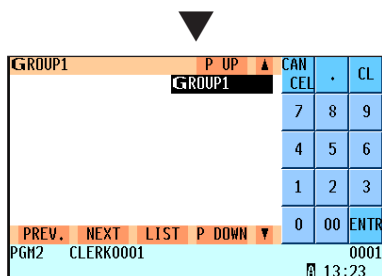 GROUP1 P UP ▲ CAN CEL . CL
GROUP1
7 8 9
4 5 6
1 2 3
0 00 ENTR
PREV. NEXT LIST P DOWN ▼
PGM2 CLERK0001 0001
A 13:23